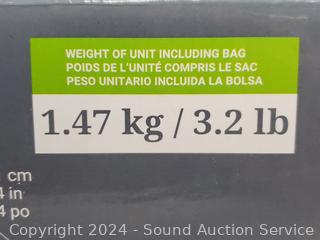 WEIGHT OF UNIT INCLUDING BAG
POIDS DE L'UNITÉ COMPRIS LE SAC
PESO UNITARIO INCLUIDA LA BOLSA
1.47 kg / 3.2 lb
cm
in
po
Copyright 2024 - Sound Auction Service